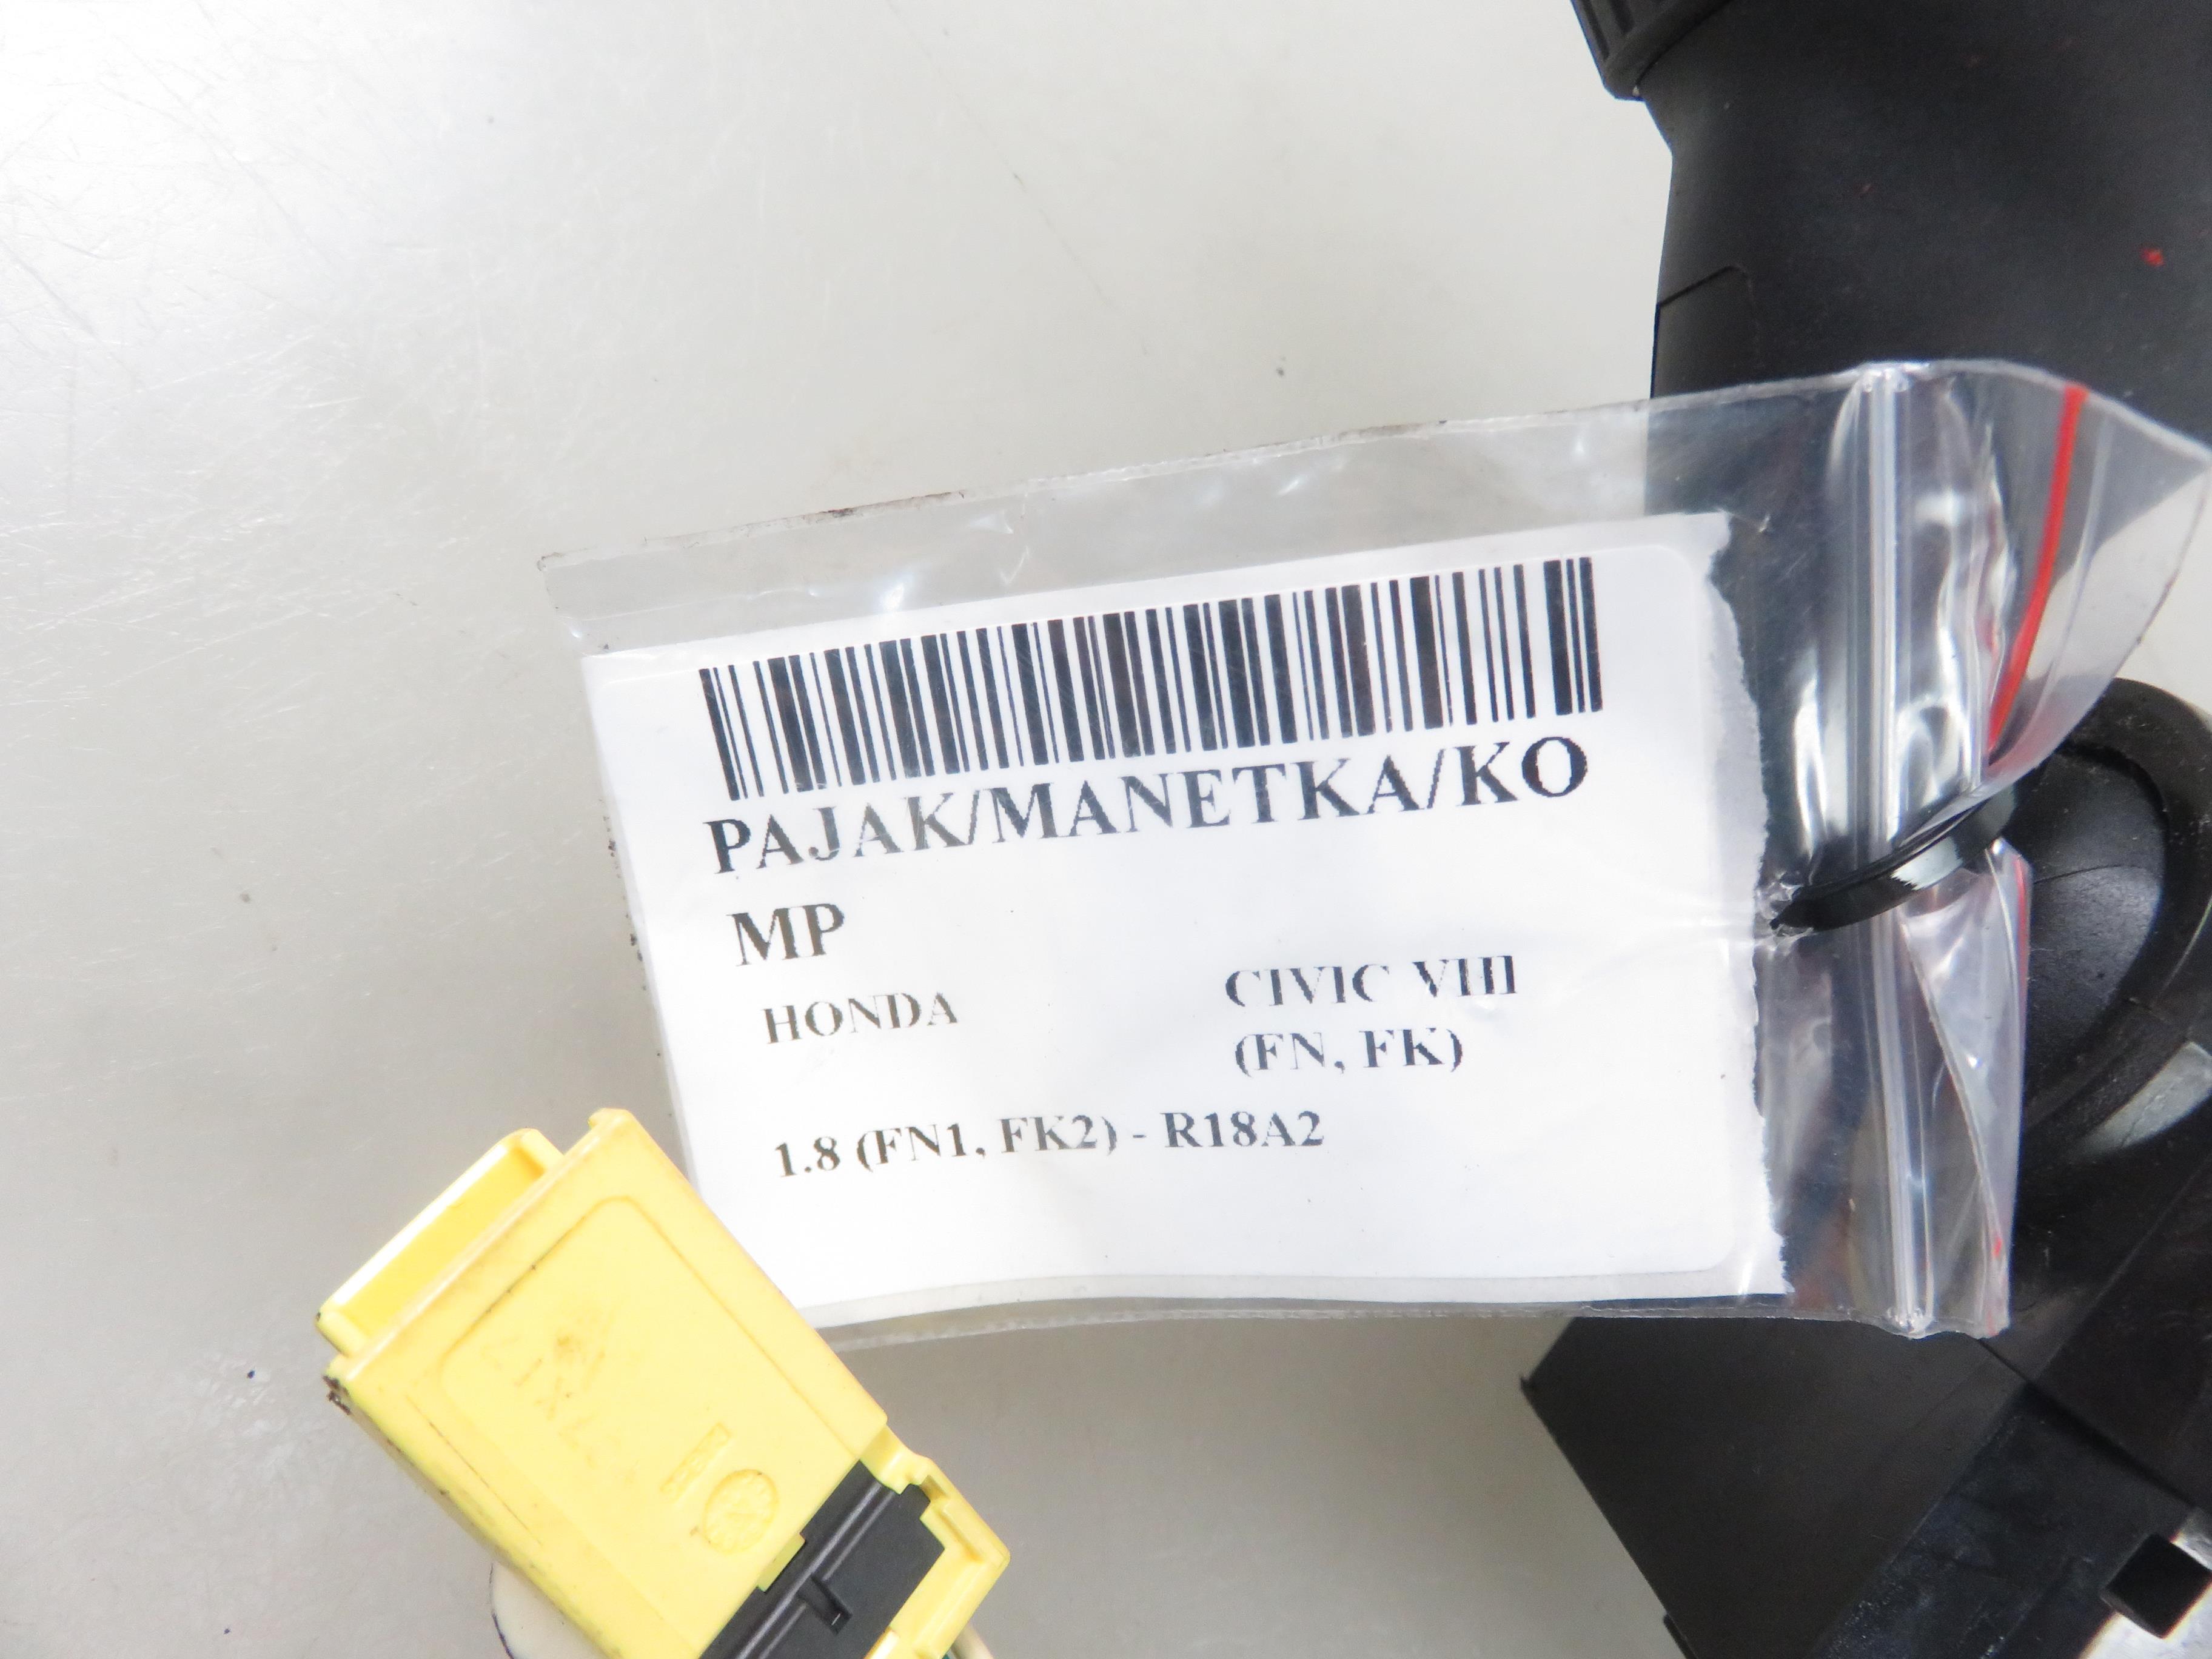 PAJAK/MANETKA/KO
MP
HONDA
CIVIC VIII
(FN, FK)
1.8 (FN1, FK2) - R18A2